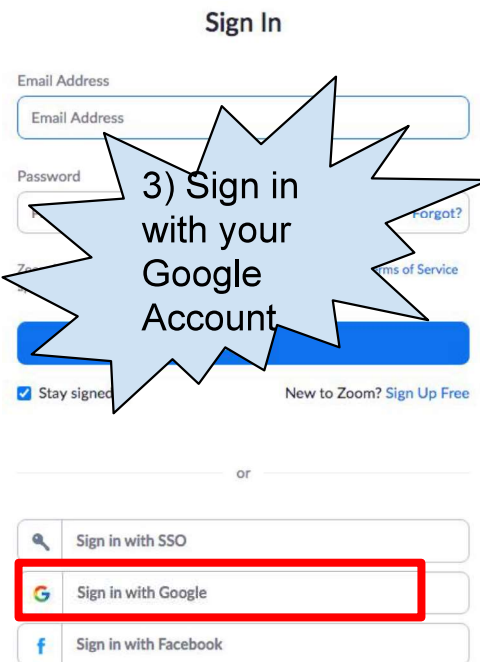 Sign In
Email Address
Email Address
Password
Forgot?
3) Sign in
with your
Google
Account
of Service
Stay signed
New to Zoom? Sign Up Free
or
Sign in with SSO
G Sign in with Google
f Sign in with Facebook